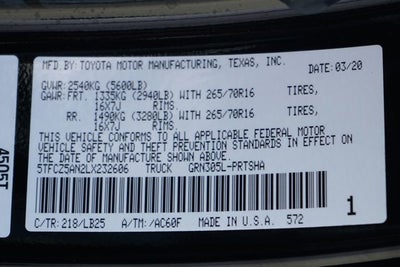 MFD.BY:TOYOTA MOTOR MANUFACTURING, TEXAS, INC.
DATE: 03/20
GVWR:2540KG (5600LB)
GAWR:FRT. 1335KG (2940LB) WITH 265/70R16 TIRES,
16X7J RIMS.
RR. 1490KG (3280LB) WITH 265/70R16 TIRES,
16X7J RIMS.
THIS VEHICLE CONFORMS TO ALL APPLICABLE FEDERAL MOTOR
VEHICLE SAFETY AND THEFT PREVENTION STANDARDS IN EFFECT ON
THE DATE OF MANUFACTURE SHOWN ABOVE.
5TFCZ5AN2LX232606 TRUCK GRN305L-PRTSHA
C/TR:218/LB25 A/TM:/AC60F MADE IN U.S.A. 572
1
4505T